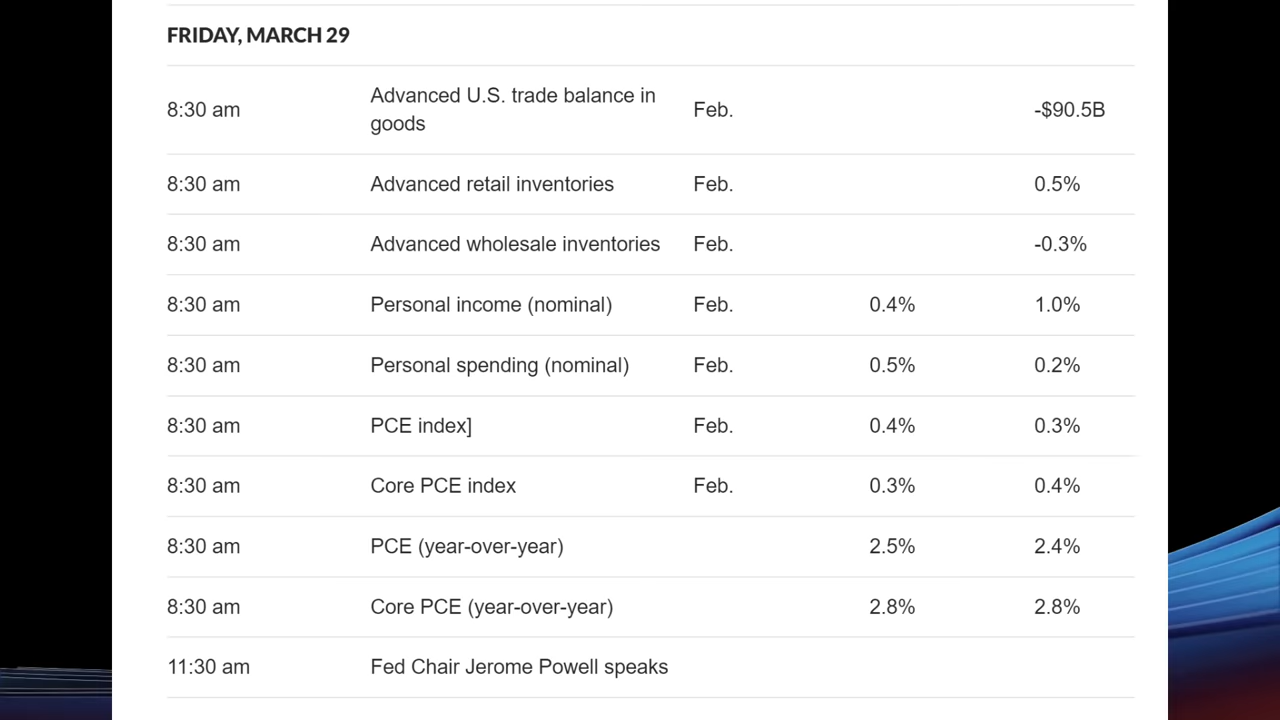 FRIDAY, MARCH 29
8:30 am Advanced U.S. trade balance in goods Feb. -$90.5B
8:30 am Advanced retail inventories Feb. 0.5%
8:30 am Advanced wholesale inventories Feb. -0.3%
8:30 am Personal income (nominal) Feb. 0.4% 1.0%
8:30 am Personal spending (nominal) Feb. 0.5% 0.2%
8:30 am PCE index] Feb. 0.4% 0.3%
8:30 am Core PCE index Feb. 0.3% 0.4%
8:30 am PCE (year-over-year) 2.5% 2.4%
8:30 am Core PCE (year-over-year) 2.8% 2.8%
11:30 am Fed Chair Jerome Powell speaks